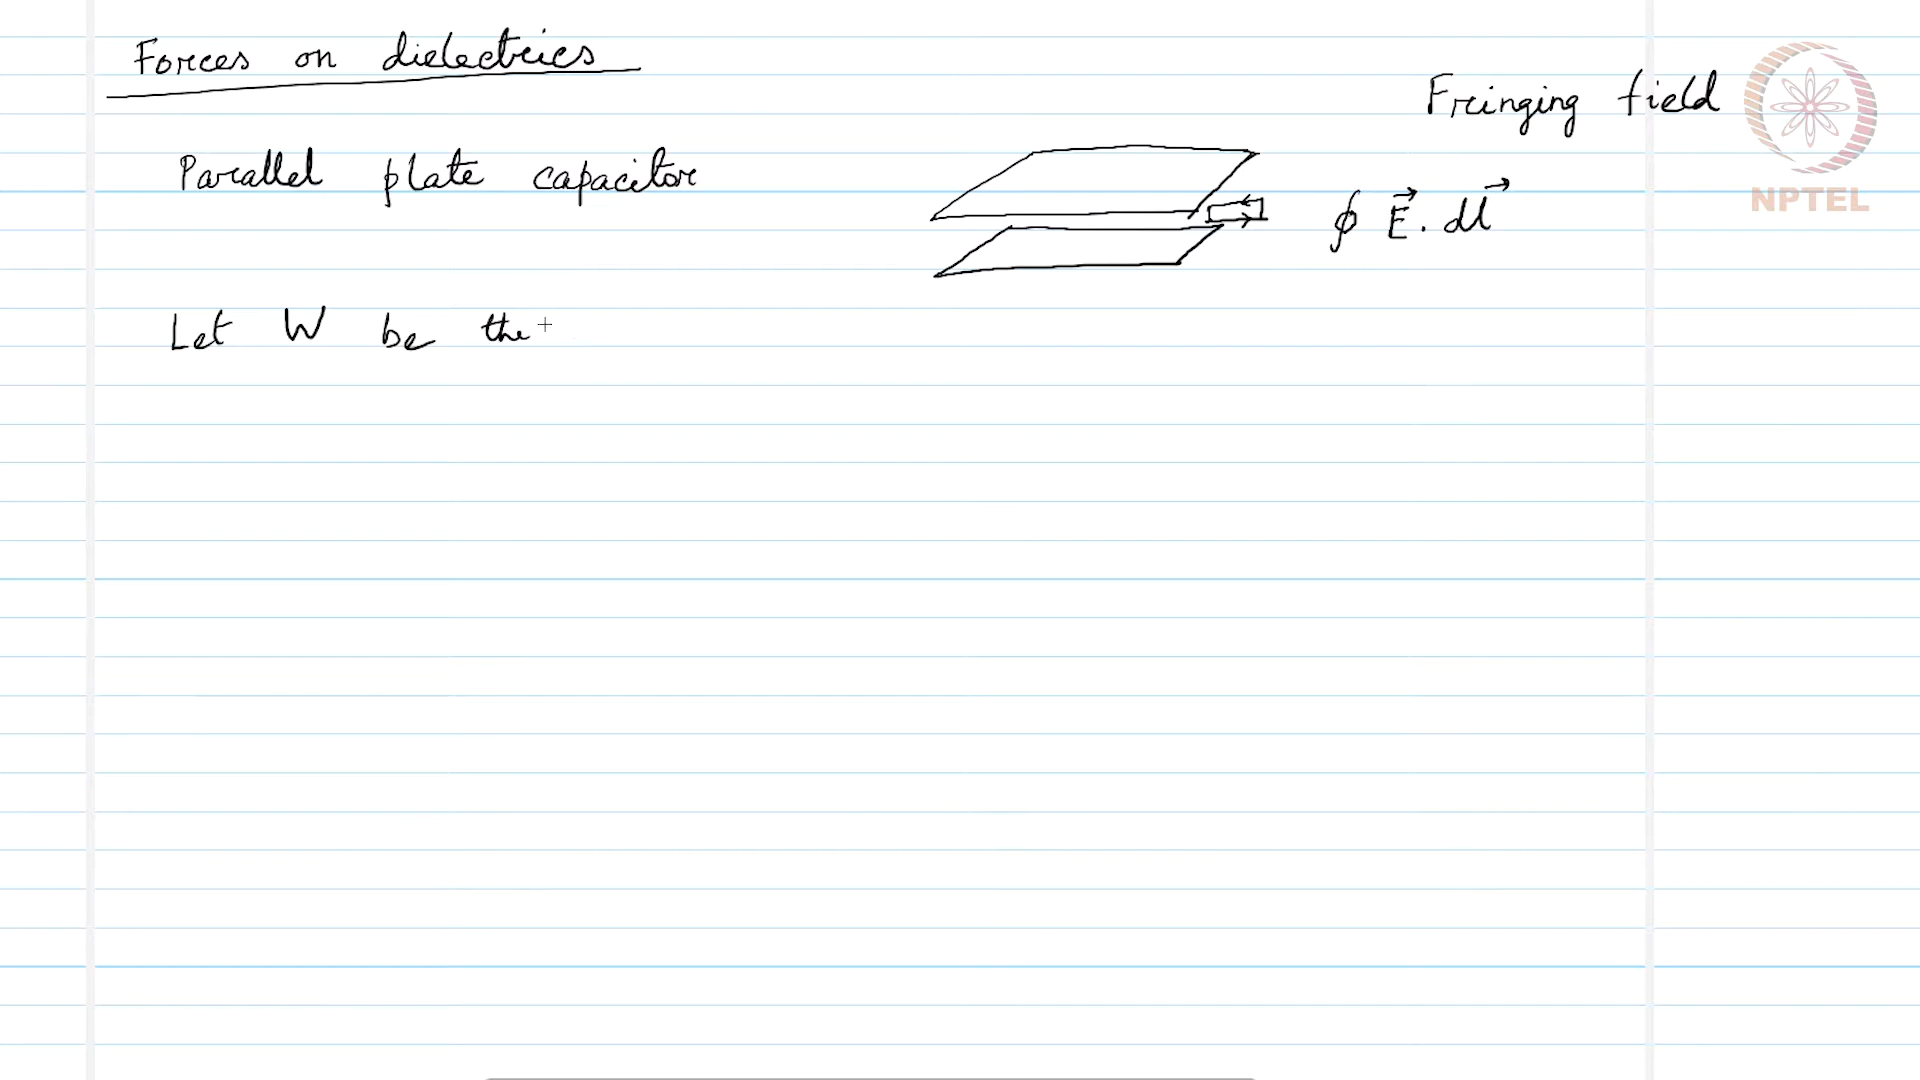 Forces on dielectrics
Fringing field
NPTEL
Parallel plate capacitor
∮ E⃗ . dl⃗
Let W be the